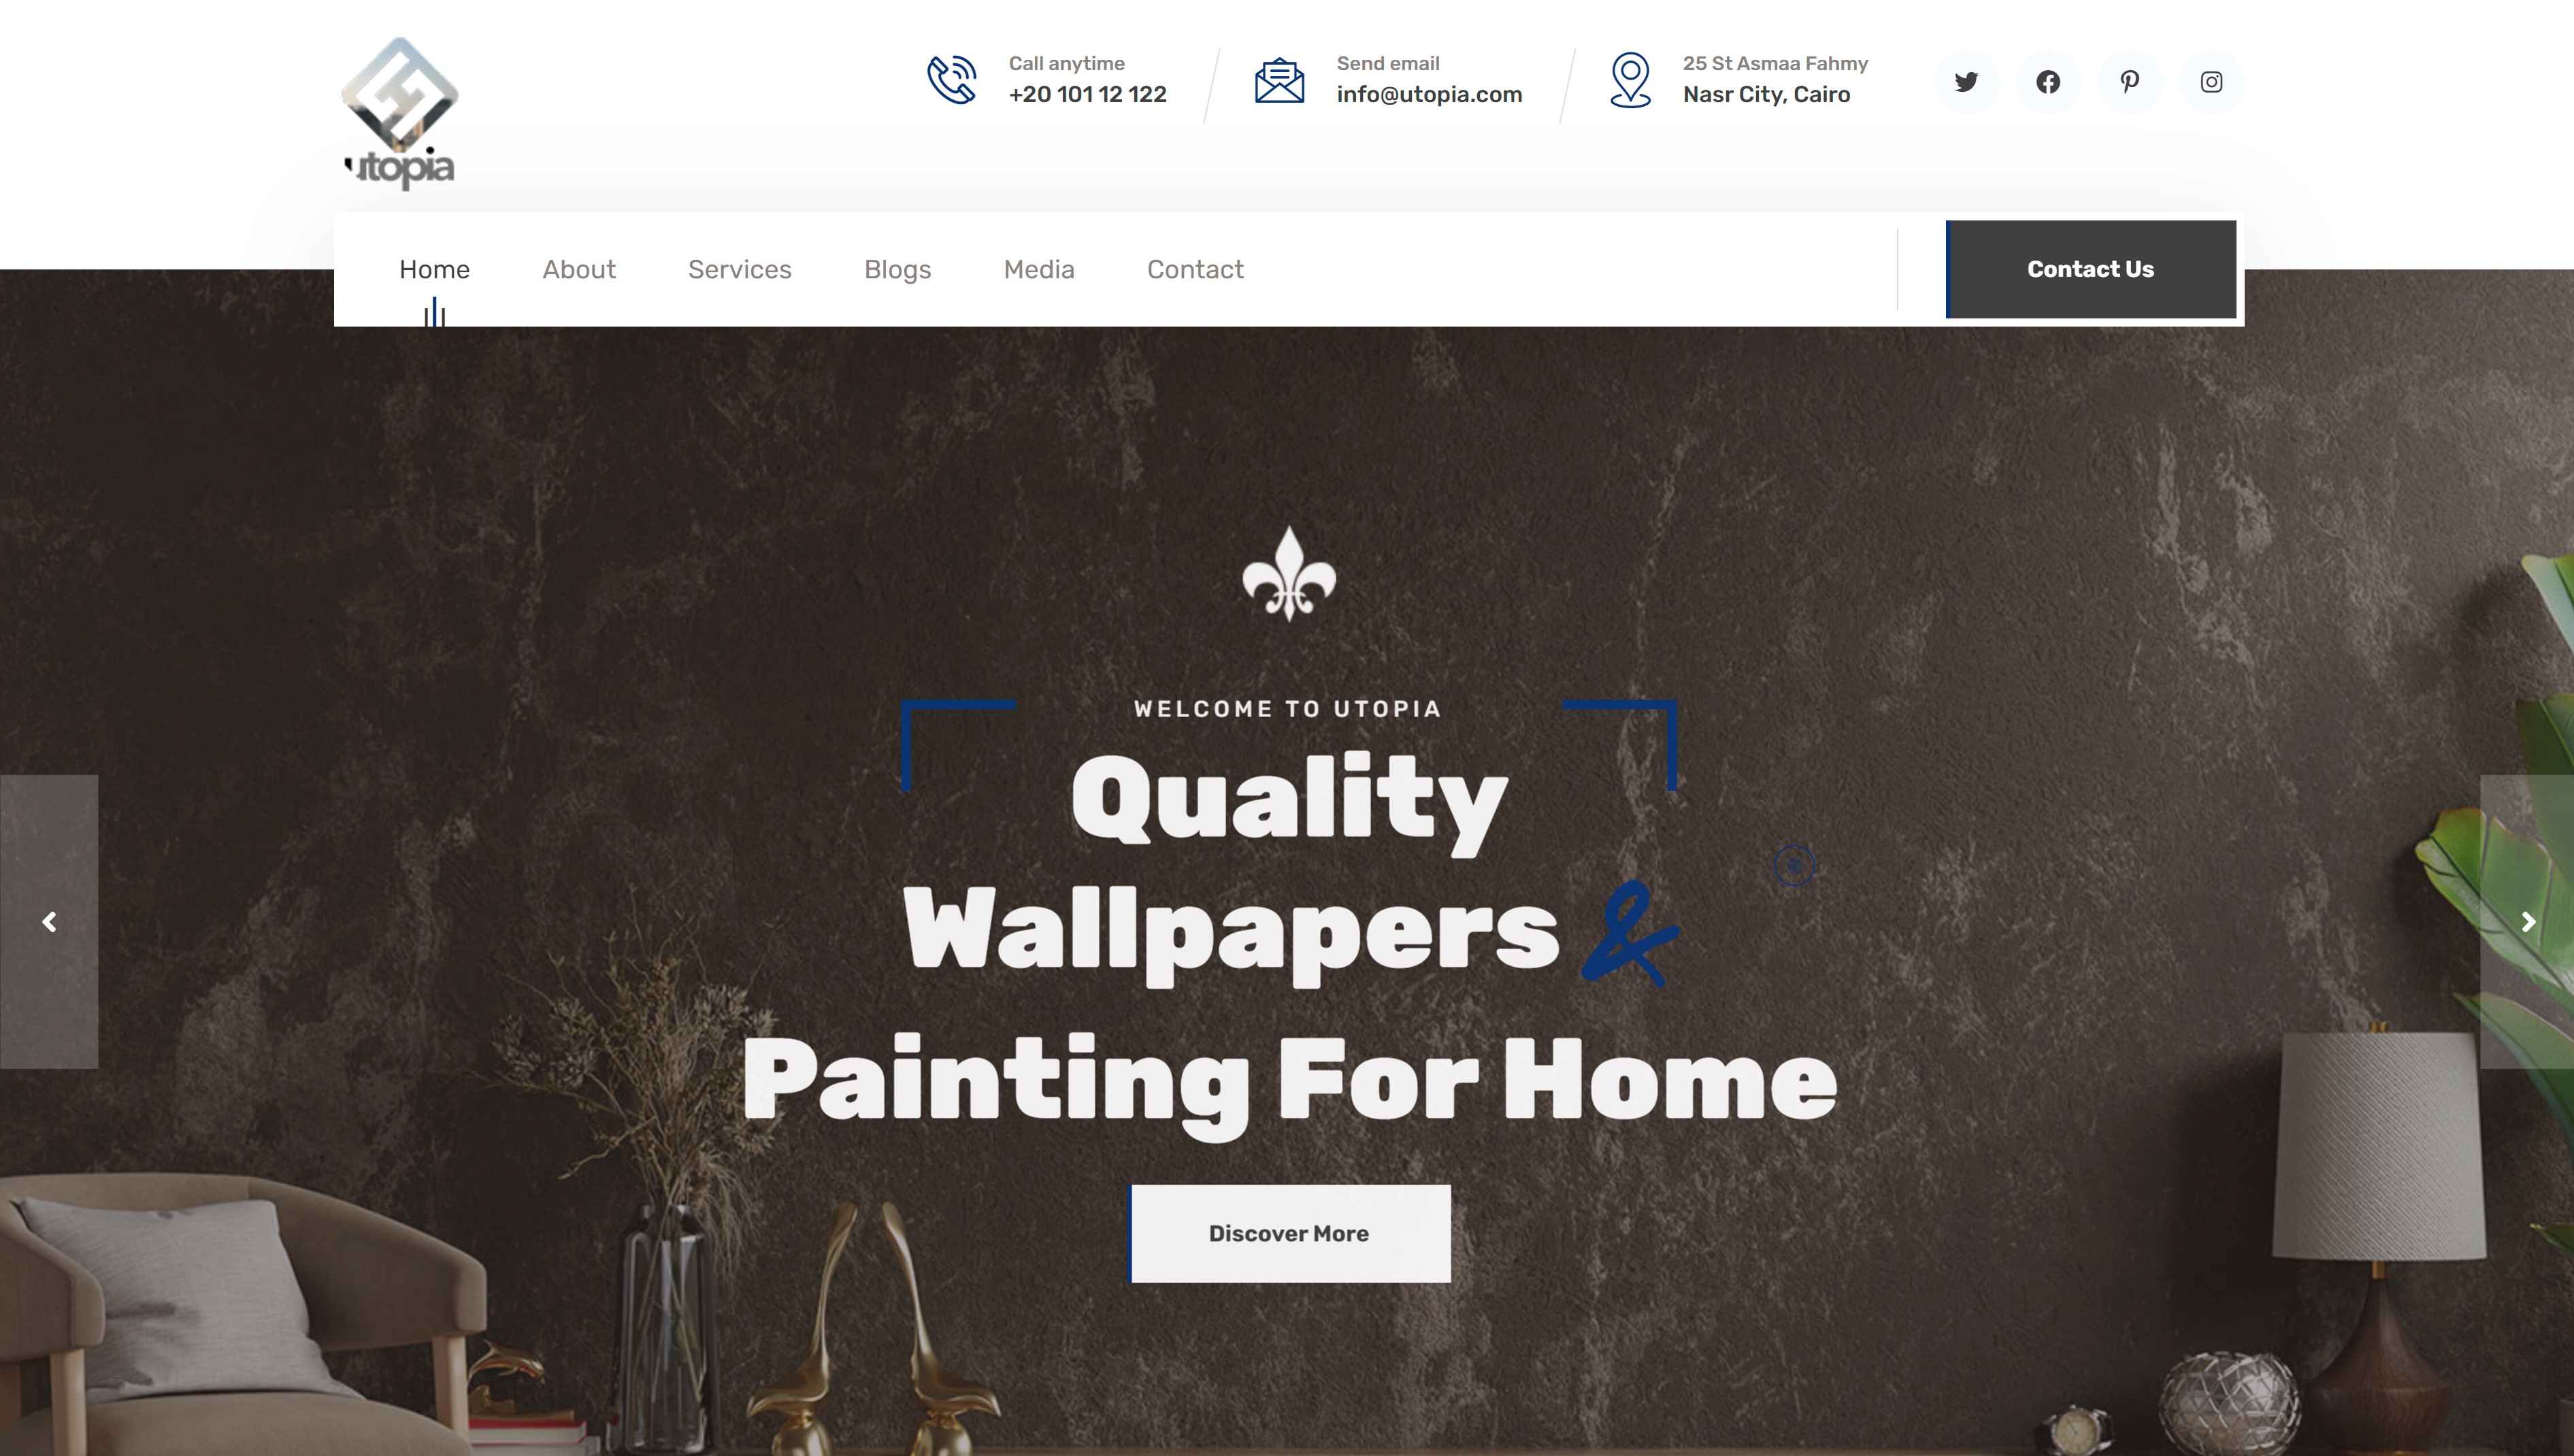 utopia
Call anytime
+20 101 12 122
Send email
info@utopia.com
25 St Asmaa Fahmy
Nasr City, Cairo
Home About Services Blogs Media Contact
Contact Us
WELCOME TO UTOPIA
Quality
Wallpapers &
Painting For Home
Discover More